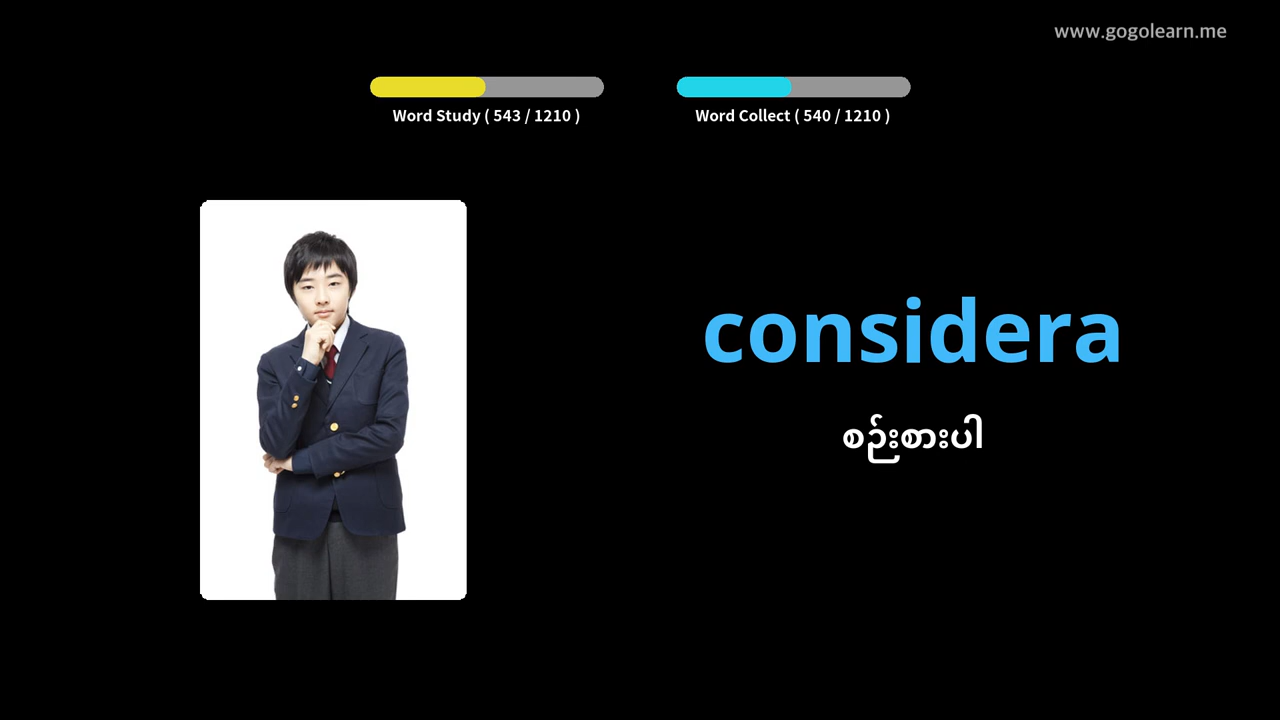 www.gogolearn.me
Word Study ( 543 / 1210 )
Word Collect ( 540 / 1210 )
considera
စဉ်းစားပါ